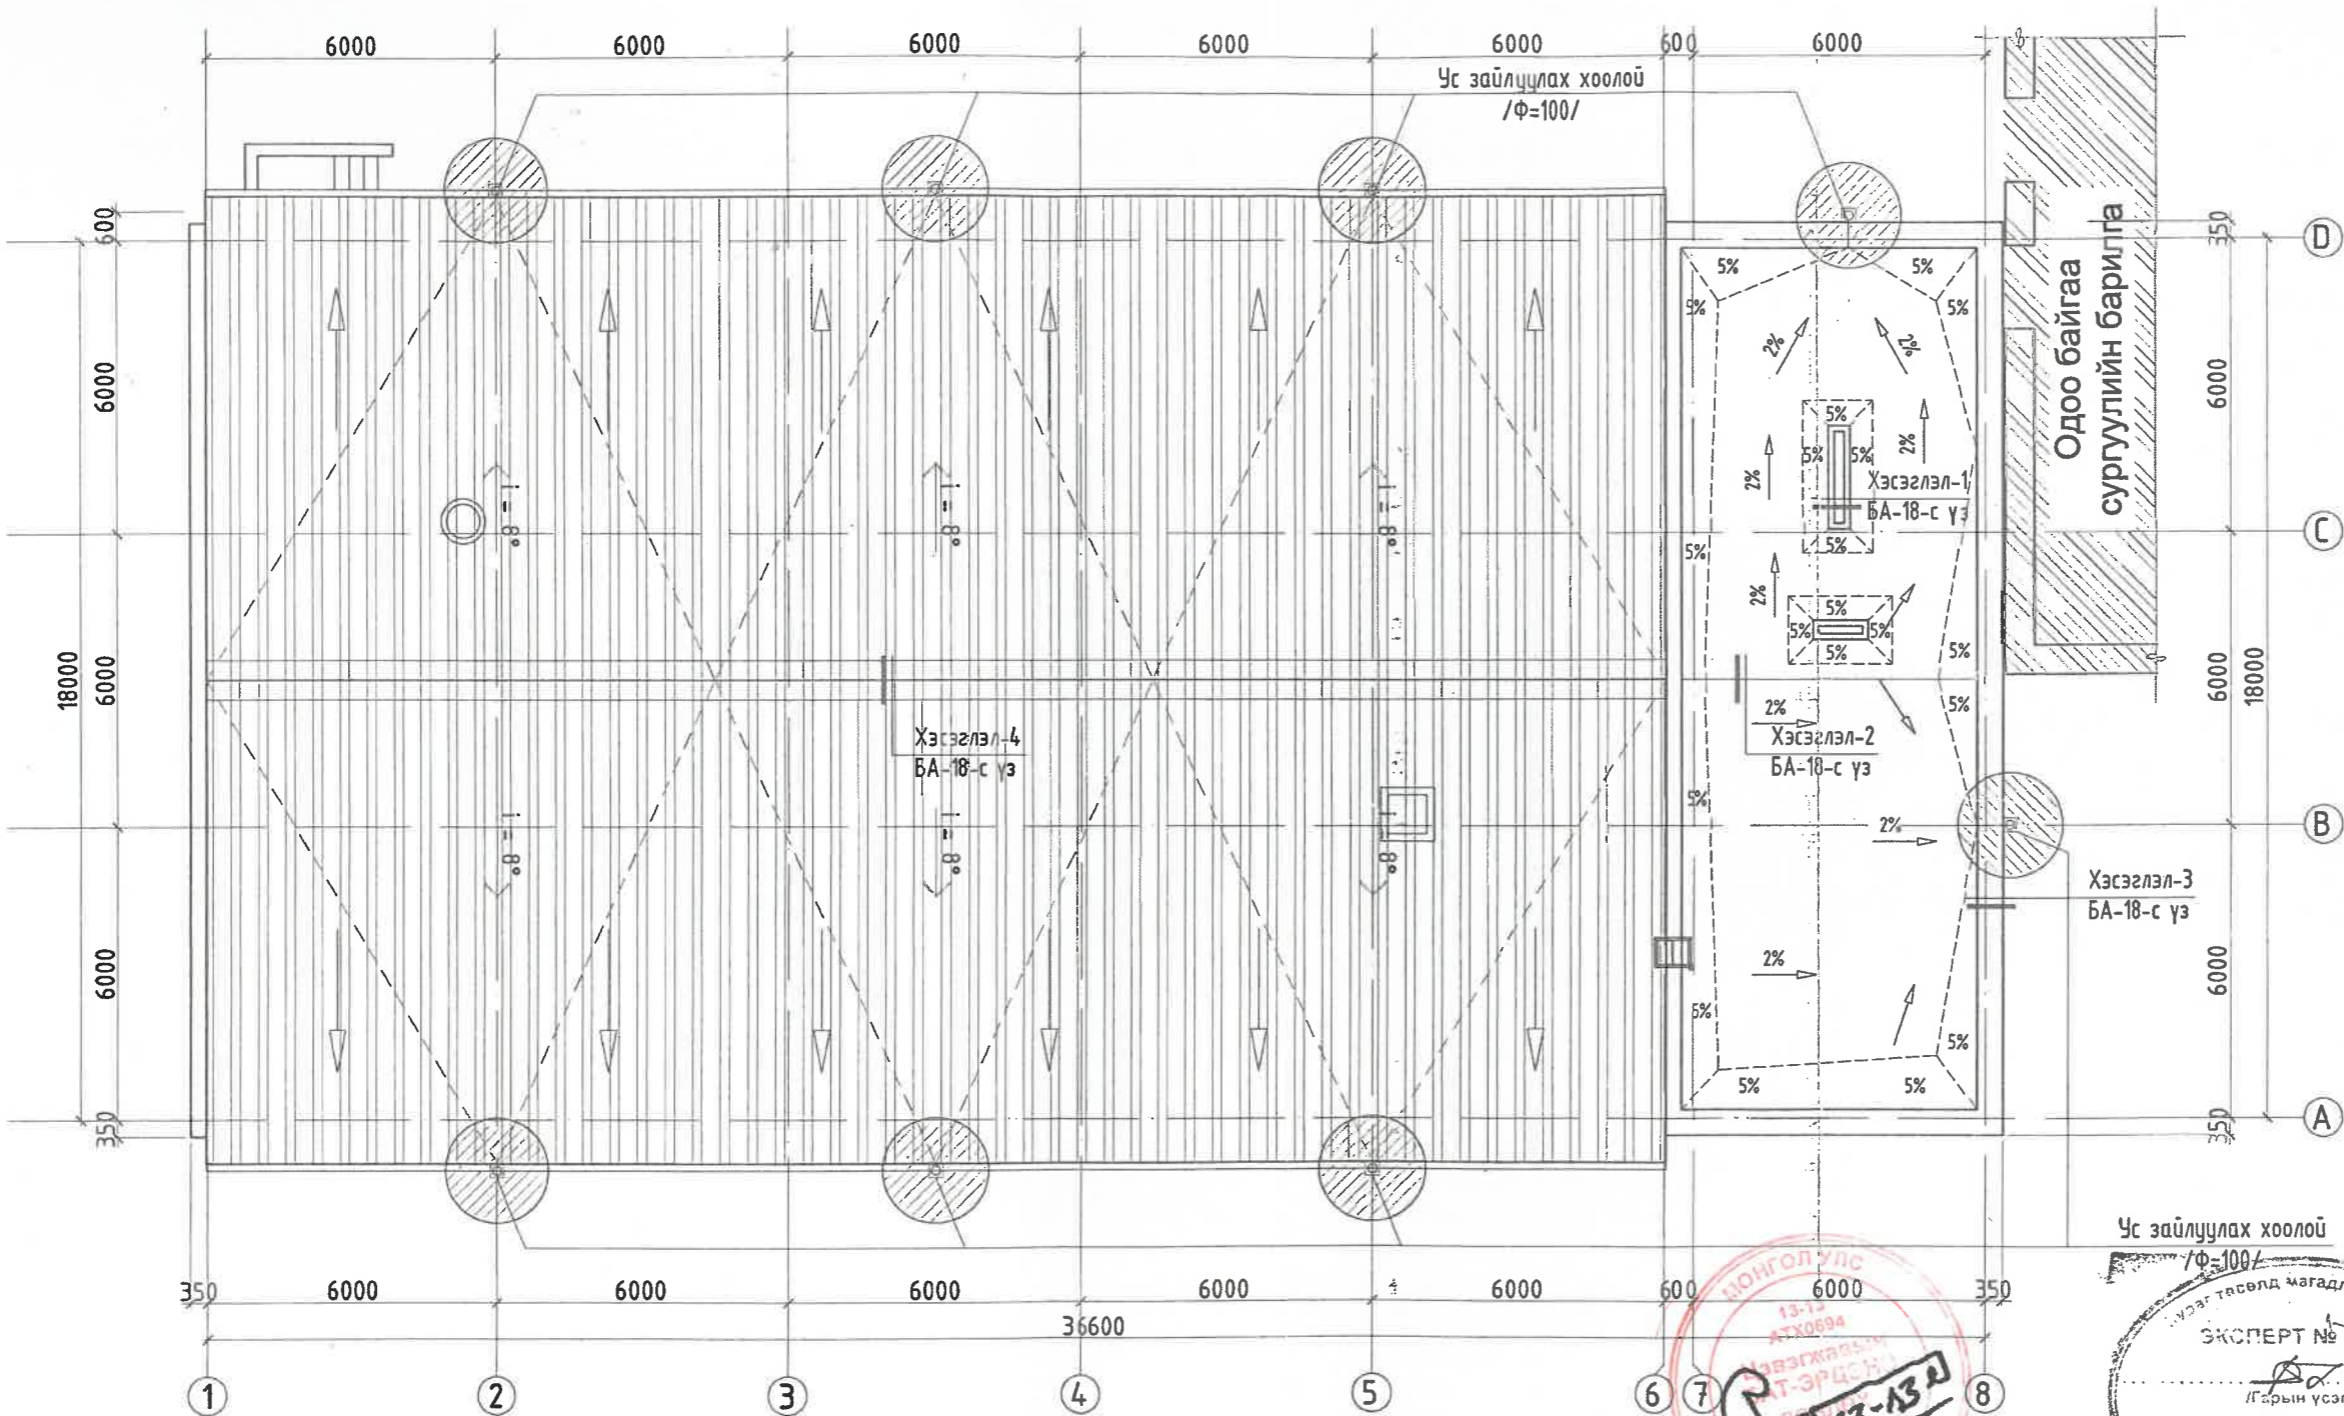 6000 6000 6000 6000 6000 600 6000
Ус зайлуулах хоолой
/Ф=100/
600
6000
6000
6000
350
18000
350
6000
6000
6000
350
18000
D
C
B
A
Одоо байгаа
сургуулийн барилга
5% 5%
5% 5%
2% 2%
5%
2% 5% 5% 2%
Хэсэглэл-1
БА-18-с үз
5%
5%
2% 5%
5% 5%
5% 5%
i=8°
i=8°
i=8°
5%
2%
Хэсэглэл-4
БА-18-с үз
Хэсэглэл-2
БА-18-с үз
5%
2%
i=8°
i=8°
i=8°
Хэсэглэл-3
БА-18-с үз
2%
5%
5%
5% 5%
Ус зайлуулах хоолой
/Ф=100/
350 6000 6000 6000 6000 6000 600 6000 350
36600
1 2 3 4 5 6 7 8
МОНГОЛ УЛС
13-13
АТХ0694
ЭКСПЕРТ №